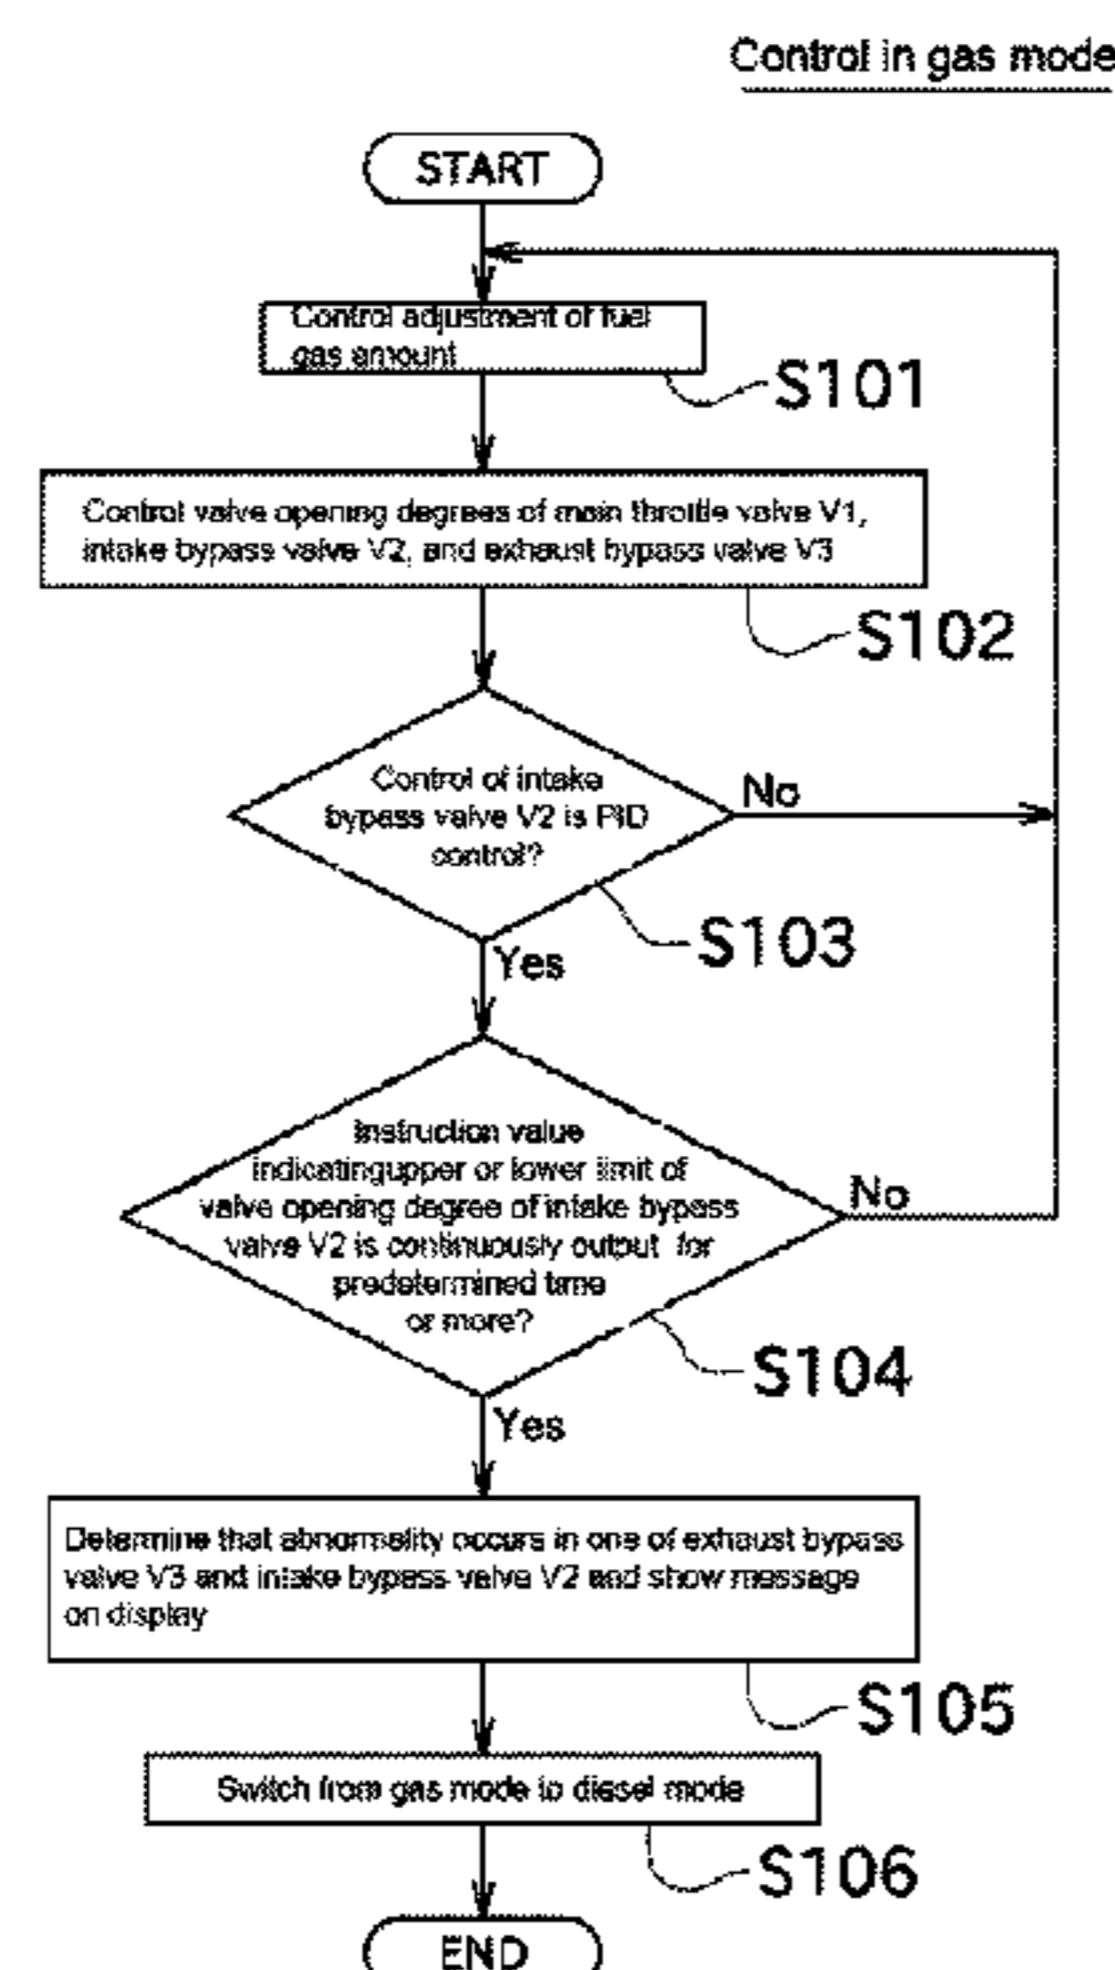 Control in gas mode
START
Control adjustment of fuel
gas amount
S101
Control valve opening degrees of main throttle valve V1,
intake bypass valve V2, and exhaust bypass valve V3
S102
Control of intake
bypass valve V2 is PID
control?
No
S103
Yes
Instruction value
indicatingupper or lower limit of
valve opening degree of intake bypass
valve V2 is continuously output for
predetermined time
or more?
No
S104
Yes
Determine that abnormality occurs in one of exhaust bypass
valve V3 and intake bypass valve V2 and show message
on display
S105
Switch from gas mode to diesel mode
S106
END